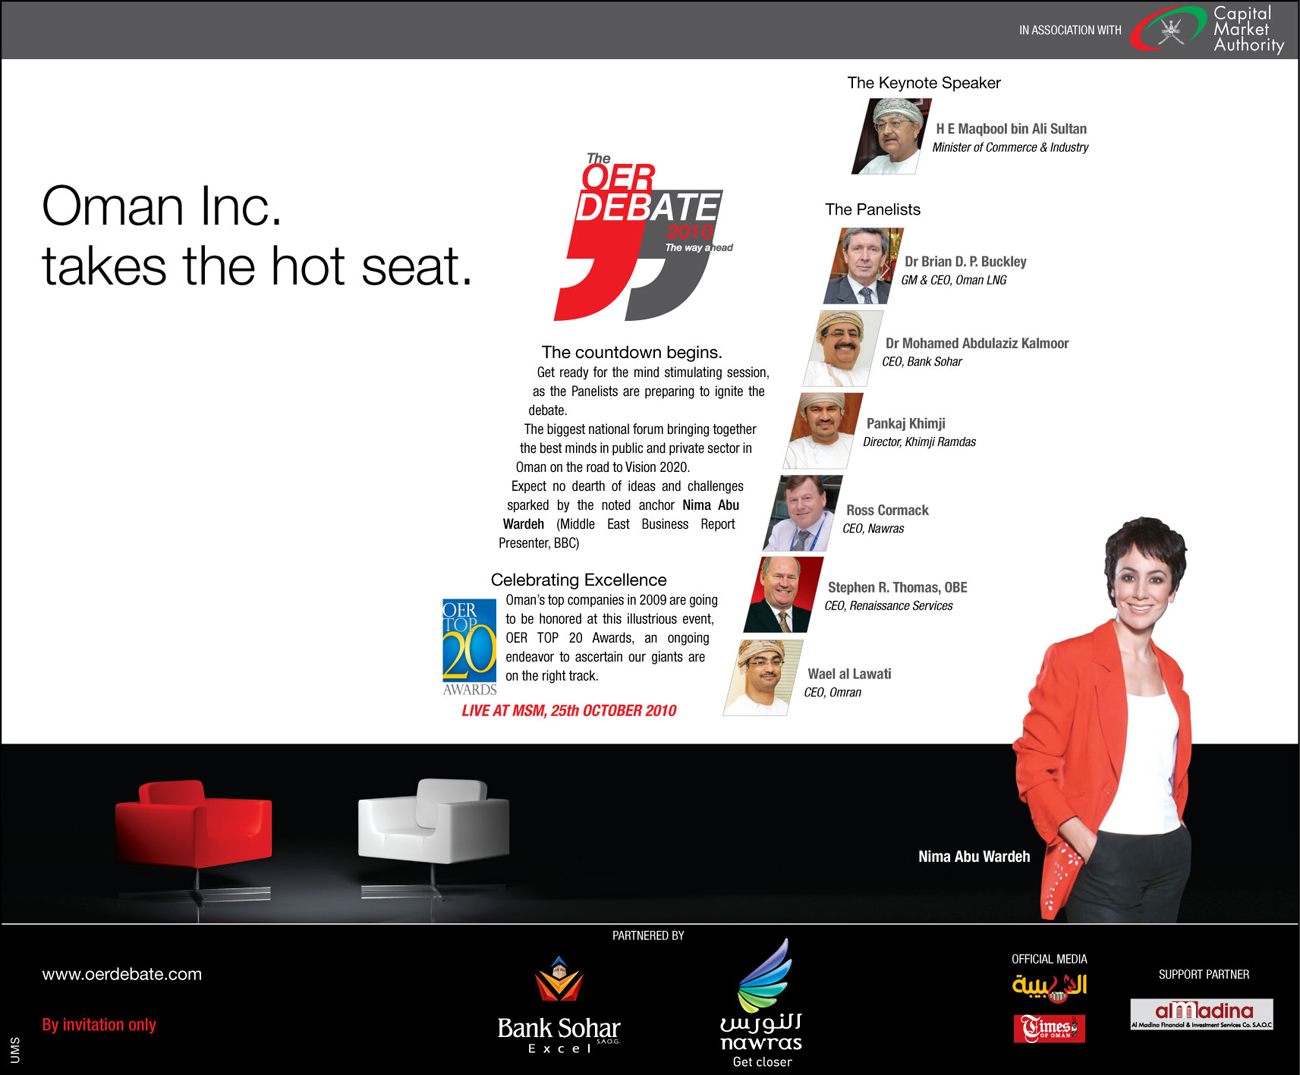 IN ASSOCIATION WITH
Capital
Market
Authority
The Keynote Speaker
H E Maqbool bin Ali Sultan
Minister of Commerce & Industry
Oman Inc.
takes the hot seat.
The
OER
DEBATE
2010
The way ahead
The Panelists
Dr Brian D. P. Buckley
GM & CEO, Oman LNG
Dr Mohamed Abdulaziz Kalmoor
CEO, Bank Sohar
Pankaj Khimji
Director, Khimji Ramdas
Ross Cormack
CEO, Nawras
Stephen R. Thomas, OBE
CEO, Renaissance Services
Wael al Lawati
CEO, Omran
The countdown begins.
Get ready for the mind stimulating session,
as the Panelists are preparing to ignite the
debate.
The biggest national forum bringing together
the best minds in public and private sector in
Oman on the road to Vision 2020.
Expect no dearth of ideas and challenges
sparked by the noted anchor Nima Abu
Wardeh (Middle East Business Report
Presenter, BBC)
Celebrating Excellence
OER
TOP
20
AWARDS
Oman's top companies in 2009 are going
to be honored at this illustrious event,
OER TOP 20 Awards, an ongoing
endeavor to ascertain our giants are
on the right track.
LIVE AT MSM, 25th OCTOBER 2010
Nima Abu Wardeh
www.oerdebate.com
By invitation only
UMS
PARTNERED BY
Bank Sohar
S.A.O.G.
Excel
النورس
nawras
Get closer
OFFICIAL MEDIA
الشبيبة
Times
OF OMAN
SUPPORT PARTNER
al madina
Al Madina Financial & Investment Services Co. S.A.O.C